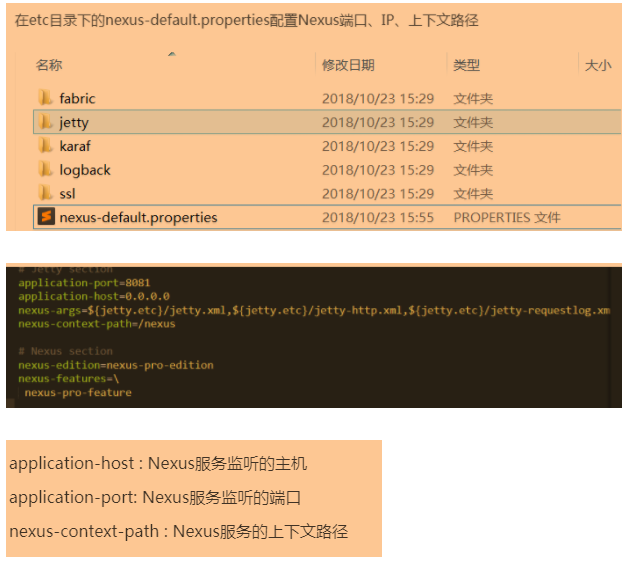 在etc目录下的nexus-default.properties配置Nexus端口、IP、上下文路径
名称 修改日期 类型 大小
fabric 2018/10/23 15:29 文件夹
jetty 2018/10/23 15:29 文件夹
karaf 2018/10/23 15:29 文件夹
logback 2018/10/23 15:29 文件夹
ssl 2018/10/23 15:29 文件夹
nexus-default.properties 2018/10/23 15:55 PROPERTIES 文件
# Jetty section
application-port=8081
application-host=0.0.0.0
nexus-args=${jetty.etc}/jetty.xml,${jetty.etc}/jetty-http.xml,${jetty.etc}/jetty-requestlog.xm
nexus-context-path=/nexus
# Nexus section
nexus-edition=nexus-pro-edition
nexus-features=\
nexus-pro-feature
application-host : Nexus服务监听的主机
application-port: Nexus服务监听的端口
nexus-context-path : Nexus服务的上下文路径